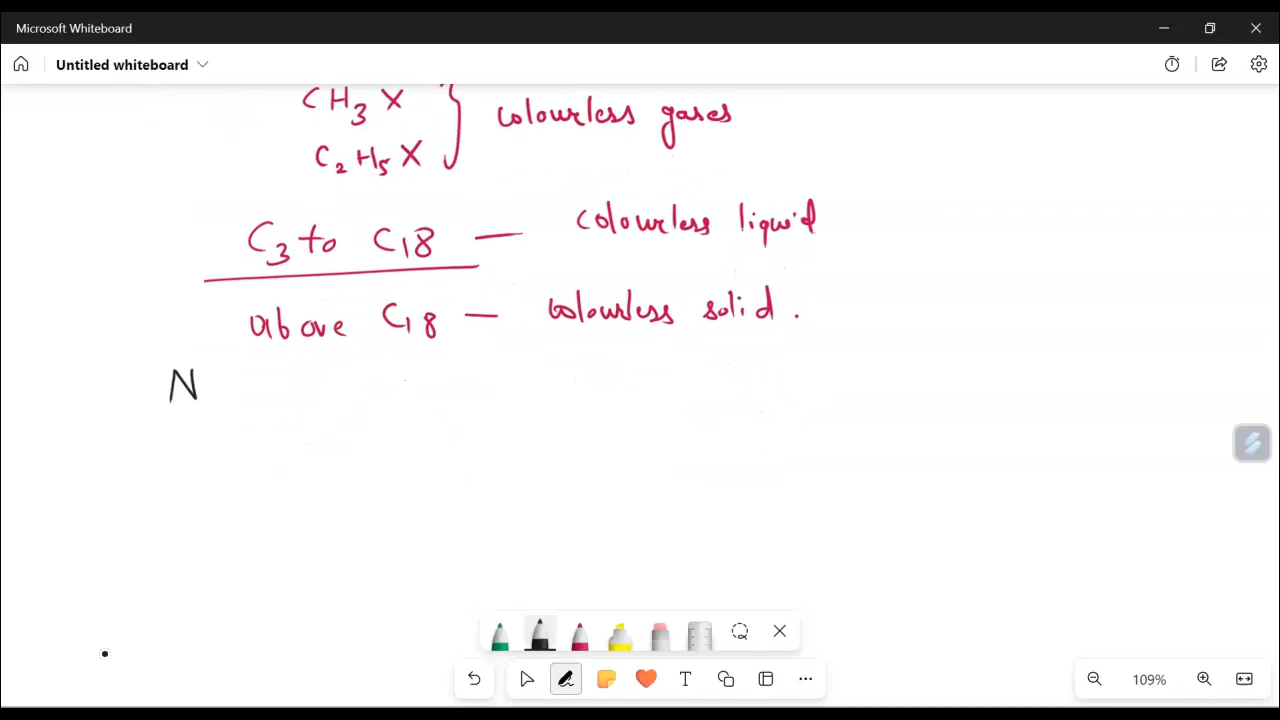 Microsoft Whiteboard
Untitled whiteboard
CH3X
C2H5X } colourless gases
C3 to C18 — colourless liquid
above C18 — colourless solid.
N
109%